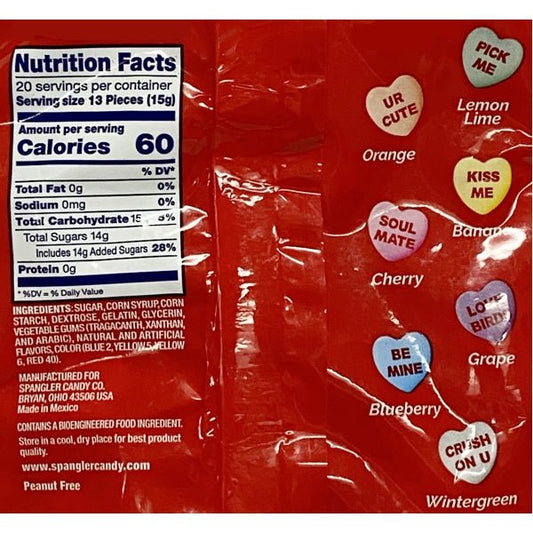 Nutrition Facts
20 servings per container
Serving size 13 Pieces (15g)
Amount per serving
Calories 60
% DV*
Total Fat 0g 0%
Sodium 0mg 0%
Total Carbohydrate 15 5%
Total Sugars 14g
Includes 14g Added Sugars 28%
Protein 0g
* %DV = % Daily Value
INGREDIENTS: SUGAR, CORN SYRUP, CORN
STARCH, DEXTROSE, GELATIN, GLYCERIN,
VEGETABLE GUMS (TRAGACANTH, XANTHAN,
AND ARABIC), NATURAL AND ARTIFICIAL
FLAVORS, COLOR (BLUE 2, YELLOW 5, YELLOW
6, RED 40).
MANUFACTURED FOR
SPANGLER CANDY CO.
BRYAN, OHIO 43506 USA
Made in Mexico
CONTAINS A BIOENGINEERED FOOD INGREDIENT.
Store in a cool, dry place for best product
quality.
www.spanglercandy.com
Peanut Free
PICK
ME
Lemon
Lime
UR
CUTE
Orange
KISS
ME
Banana
SOUL
MATE
Cherry
LOVE
BIRD
Grape
BE
MINE
Blueberry
CRUSH
ON U
Wintergreen